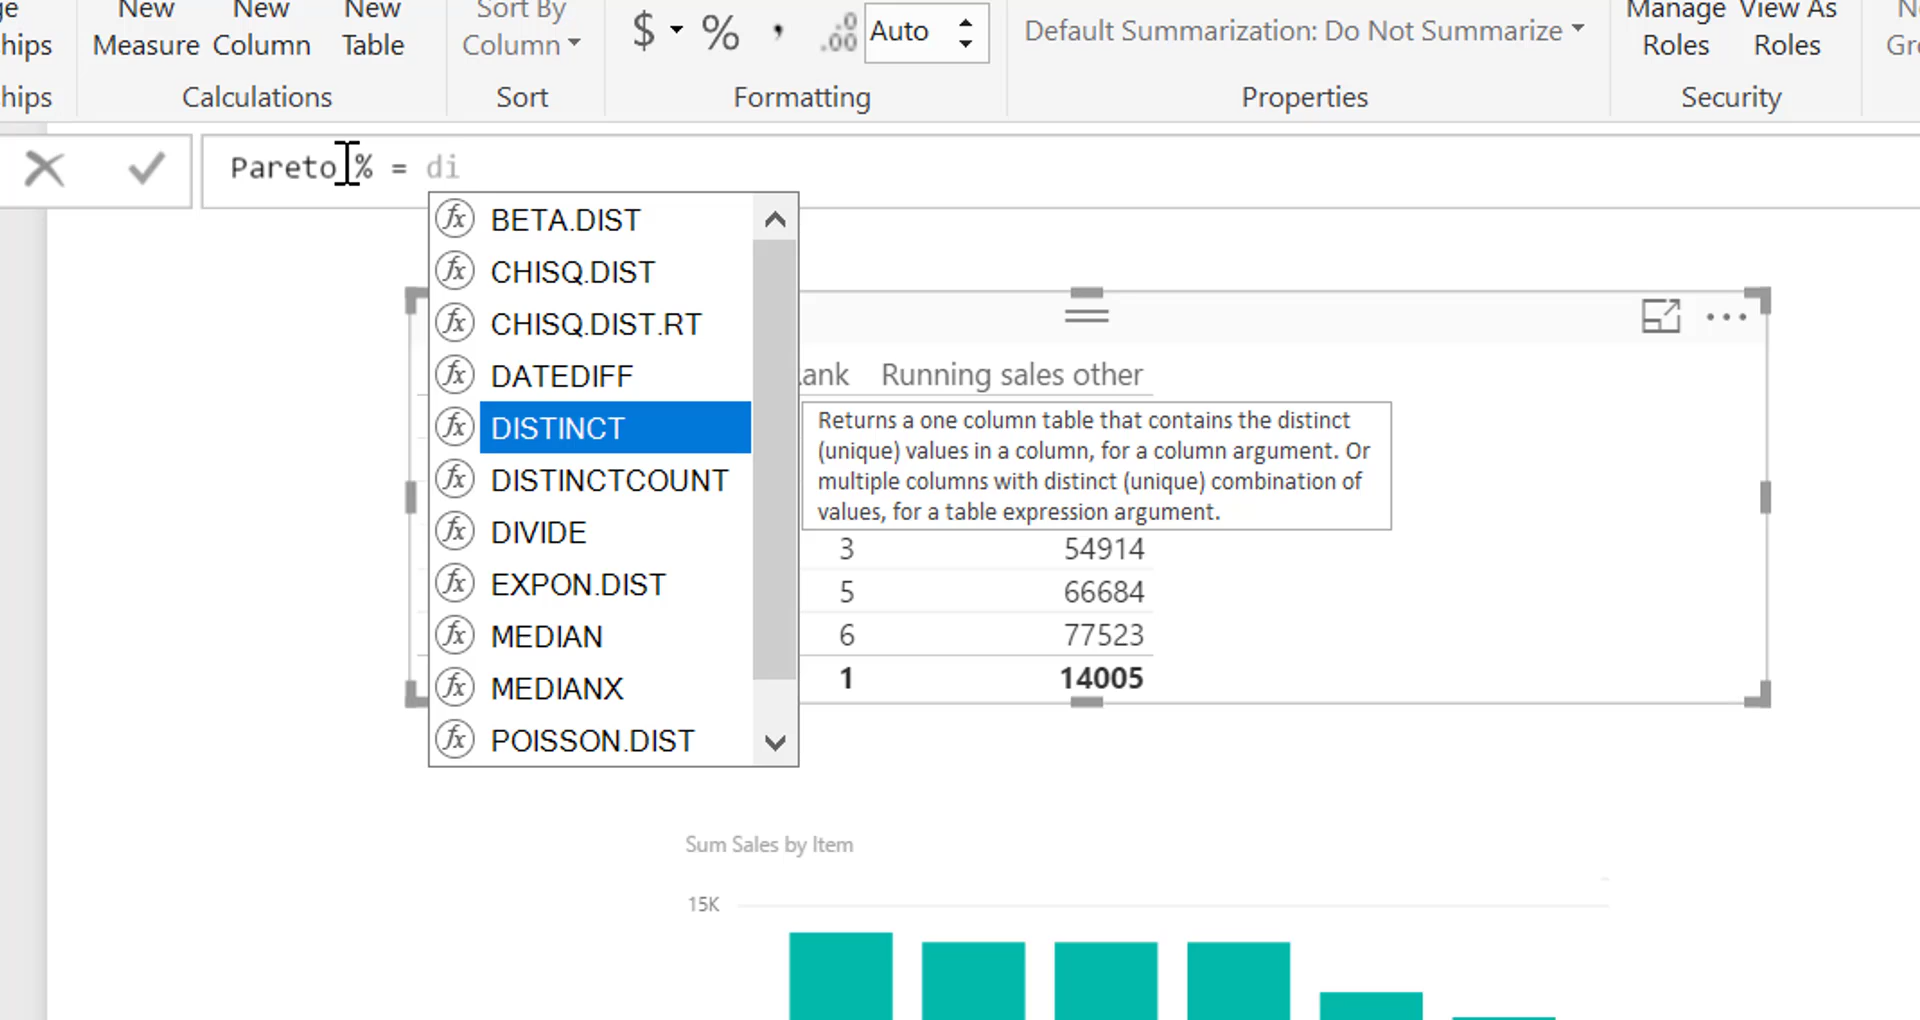 New Measure
New Column
New Table
Sort By Column
$ % , .00 Auto
Default Summarization: Do Not Summarize
Manage Roles
View As Roles
Calculations
Sort
Formatting
Properties
Security
Pareto % = di
BETA.DIST
CHISQ.DIST
CHISQ.DIST.RT
DATEDIFF
DISTINCT
DISTINCTCOUNT
DIVIDE
EXPON.DIST
MEDIAN
MEDIANX
POISSON.DIST
Running sales other
Returns a one column table that contains the distinct
(unique) values in a column, for a column argument. Or
multiple columns with distinct (unique) combination of
values, for a table expression argument.
3 54914
5 66684
6 77523
1 14005
Sum Sales by Item
15K